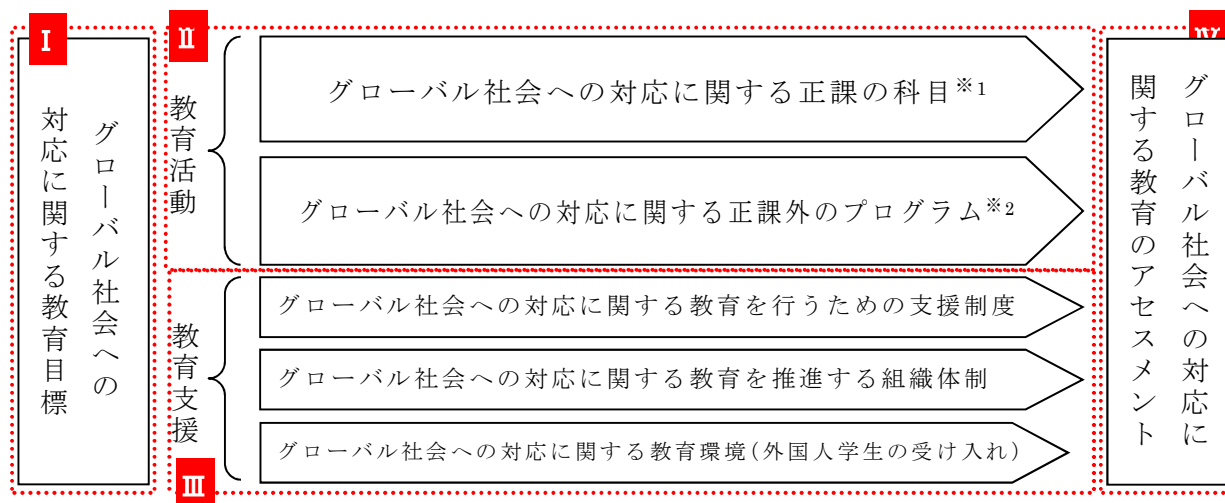 Ⅰ
グローバル社会への
対応に関する教育目標
Ⅱ
教育活動
グローバル社会への対応に関する正課の科目※1
グローバル社会への対応に関する正課外のプログラム※2
教育支援
Ⅲ
グローバル社会への対応に関する教育を行うための支援制度
グローバル社会への対応に関する教育を推進する組織体制
グローバル社会への対応に関する教育環境(外国人学生の受け入れ)
Ⅳ
グローバル社会への対応に
関する教育のアセスメント